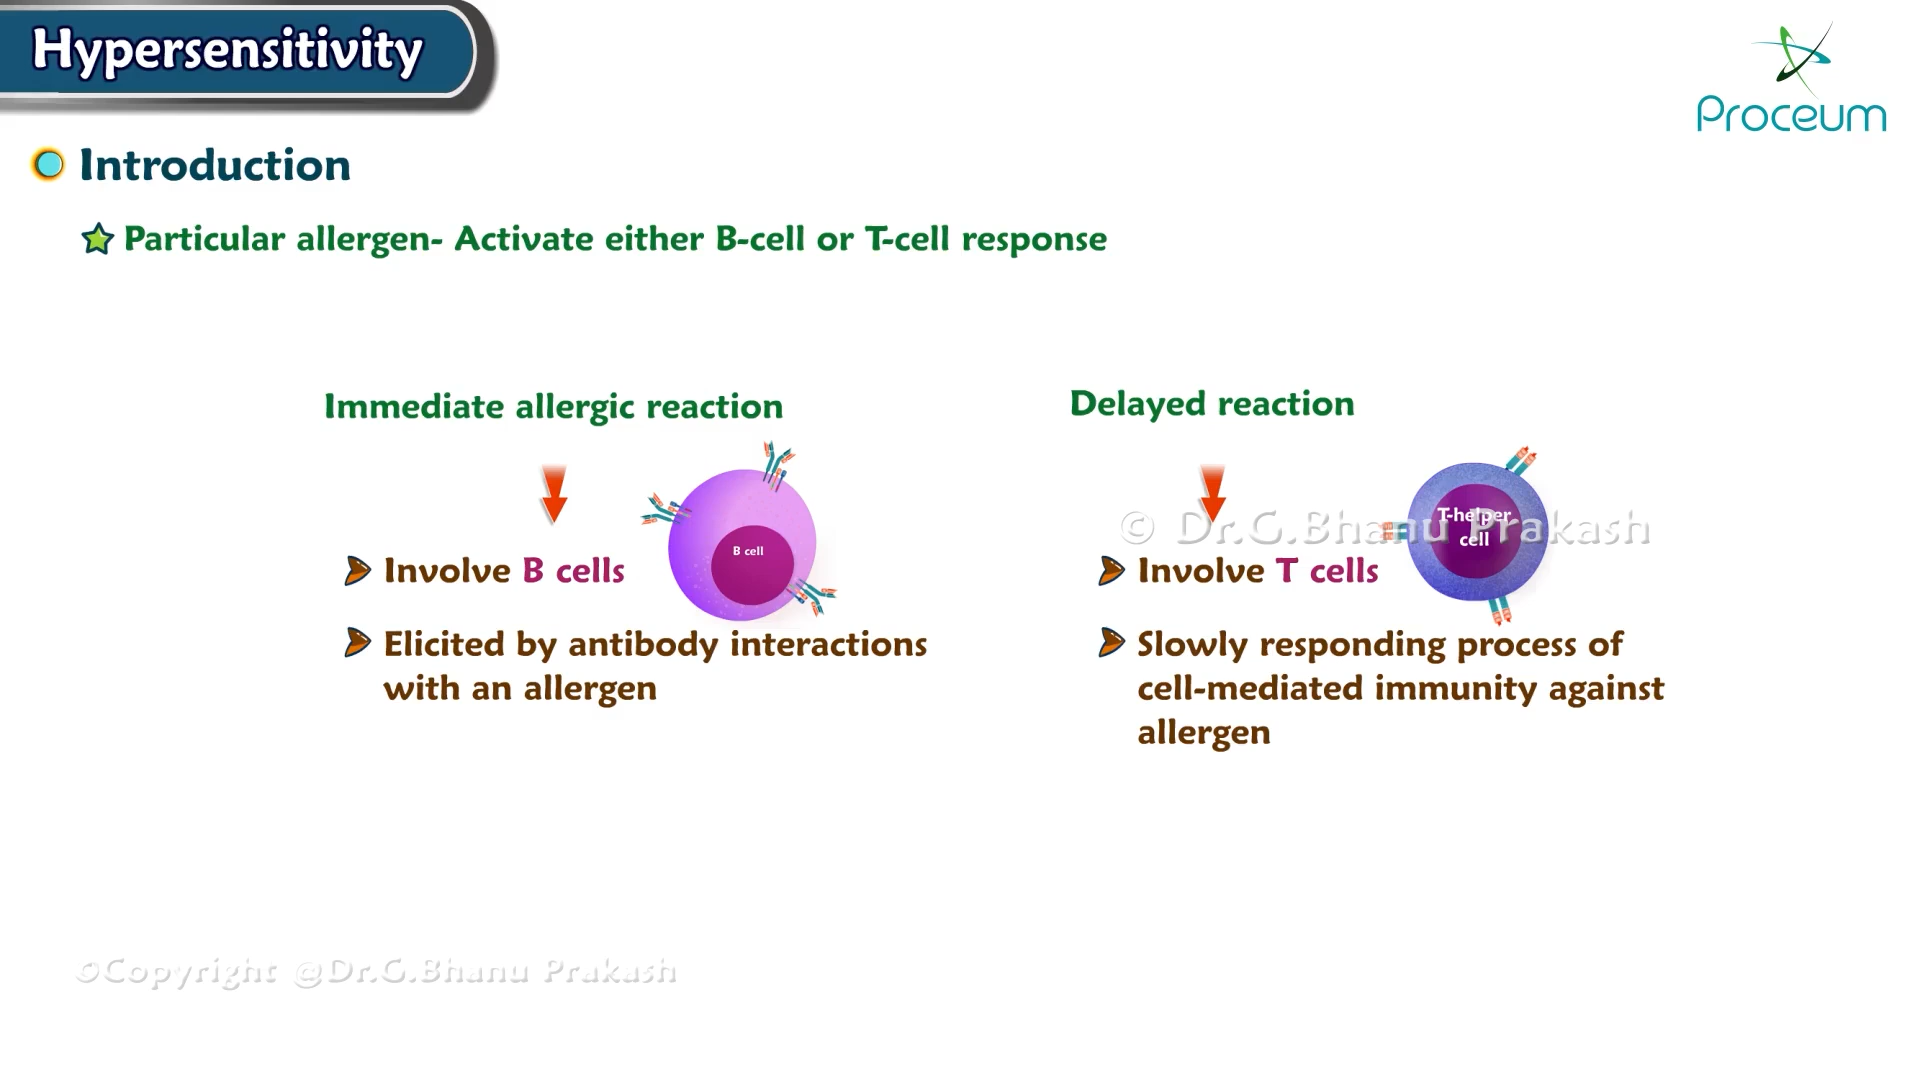 Hypersensitivity
Proceum
Introduction
Particular allergen- Activate either B-cell or T-cell response
Immediate allergic reaction
Delayed reaction
B cell
T-helper
cell
© Dr.G.Bhanu Prakash
Involve B cells
Involve T cells
Elicited by antibody interactions
with an allergen
Slowly responding process of
cell-mediated immunity against
allergen
©Copyright @Dr.G.Bhanu Prakash